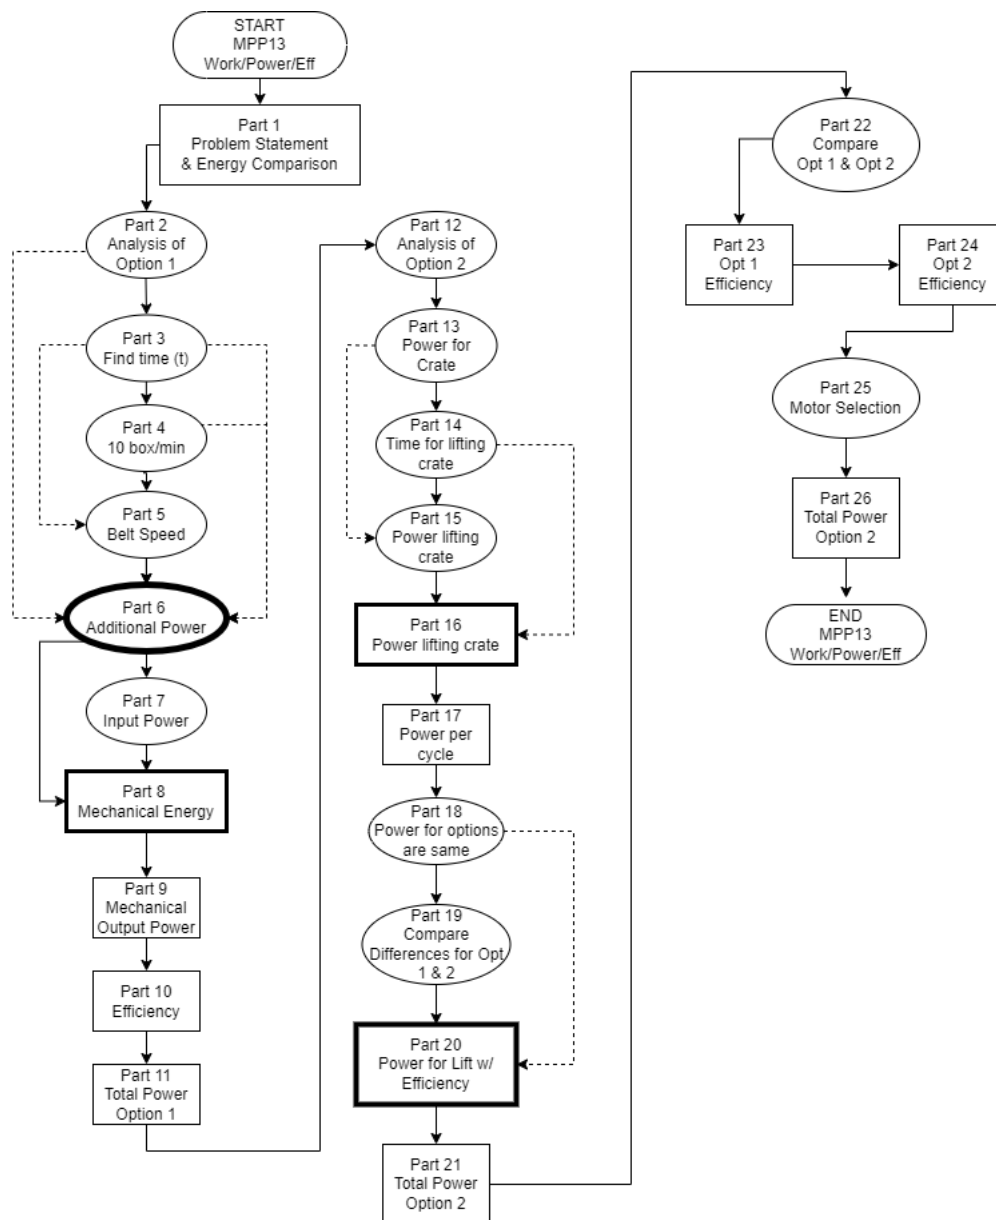 START
MPP13
Work/Power/Eff
Part 1
Problem Statement
& Energy Comparison
Part 2
Analysis of
Option 1
Part 3
Find time (t)
Part 4
10 box/min
Part 5
Belt Speed
Part 6
Additional Power
Part 7
Input Power
Part 8
Mechanical Energy
Part 9
Mechanical
Output Power
Part 10
Efficiency
Part 11
Total Power
Option 1
Part 12
Analysis of
Option 2
Part 13
Power for
Crate
Part 14
Time for lifting
crate
Part 15
Power lifting
crate
Part 16
Power lifting crate
Part 17
Power per
cycle
Part 18
Power for options
are same
Part 19
Compare
Differences for Opt
1 & 2
Part 20
Power for Lift w/
Efficiency
Part 21
Total Power
Option 2
Part 22
Compare
Opt 1 & Opt 2
Part 23
Opt 1
Efficiency
Part 24
Opt 2
Efficiency
Part 25
Motor Selection
Part 26
Total Power
Option 2
END
MPP13
Work/Power/Eff